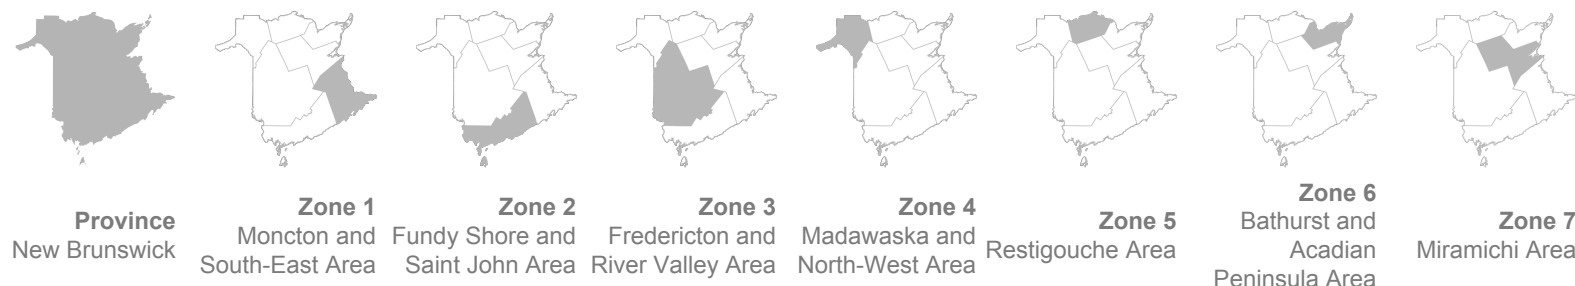 Province
New Brunswick
Zone 1
Moncton and
South-East Area
Zone 2
Fundy Shore and
Saint John Area
Zone 3
Fredericton and
River Valley Area
Zone 4
Madawaska and
North-West Area
Zone 5
Restigouche Area
Zone 6
Bathurst and
Acadian
Peninsula Area
Zone 7
Miramichi Area